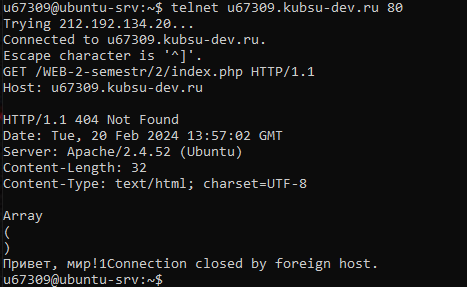 u67309@ubuntu-srv:~$ telnet u67309.kubsu-dev.ru 80
Trying 212.192.134.20...
Connected to u67309.kubsu-dev.ru.
Escape character is '^]'.
GET /WEB-2-semestr/2/index.php HTTP/1.1
Host: u67309.kubsu-dev.ru

HTTP/1.1 404 Not Found
Date: Tue, 20 Feb 2024 13:57:02 GMT
Server: Apache/2.4.52 (Ubuntu)
Content-Length: 32
Content-Type: text/html; charset=UTF-8

Array
(
)
Привет, мир!1Connection closed by foreign host.
u67309@ubuntu-srv:~$